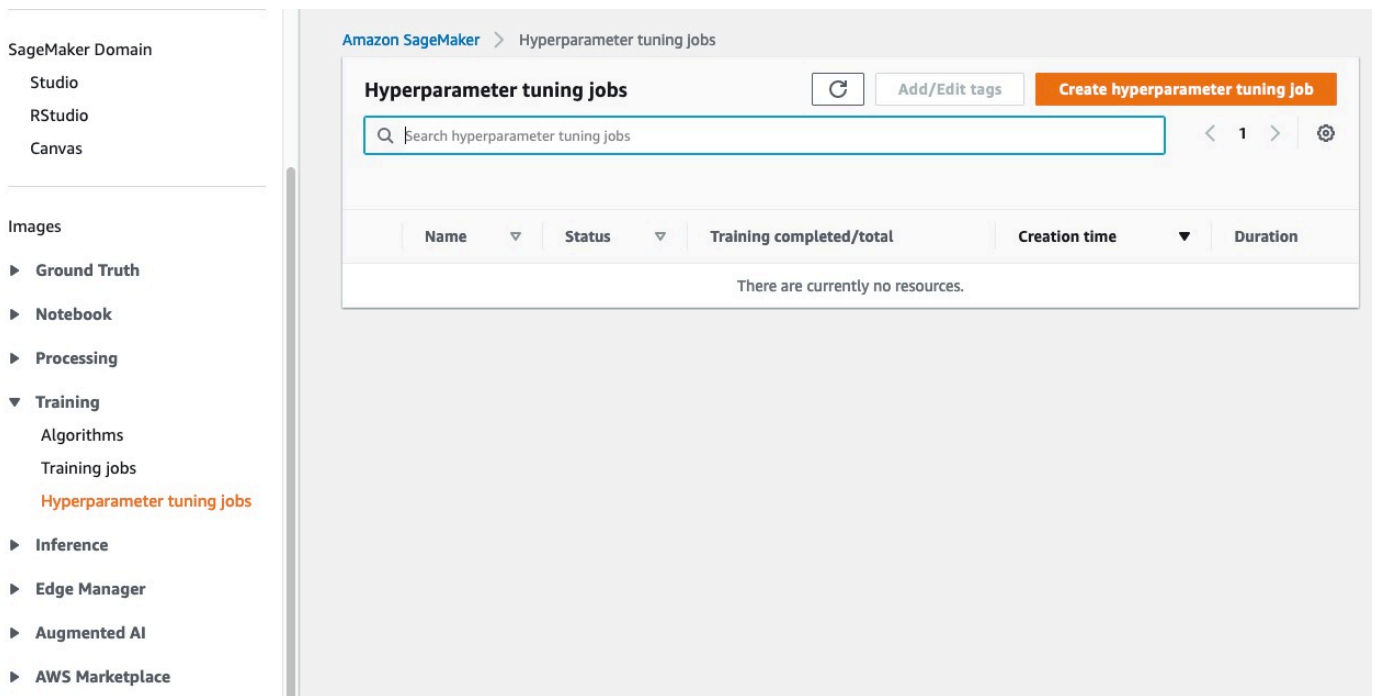 SageMaker Domain
Studio
RStudio
Canvas
Images
Ground Truth
Notebook
Processing
Training
Algorithms
Training jobs
Hyperparameter tuning jobs
Inference
Edge Manager
Augmented AI
AWS Marketplace
Amazon SageMaker > Hyperparameter tuning jobs
Hyperparameter tuning jobs Add/Edit tags Create hyperparameter tuning job
Search hyperparameter tuning jobs < 1 >
Name Status Training completed/total Creation time Duration
There are currently no resources.